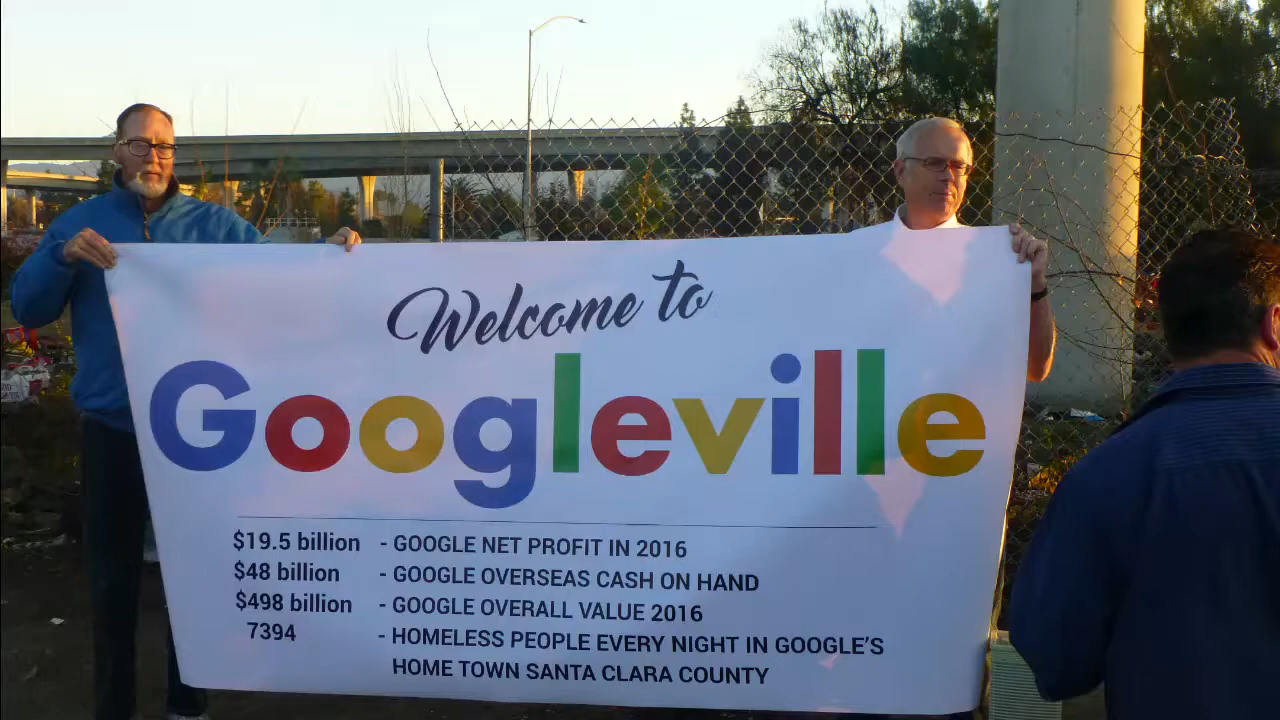 Welcome to
Googleville
$19.5 billion - GOOGLE NET PROFIT IN 2016
$48 billion - GOOGLE OVERSEAS CASH ON HAND
$498 billion - GOOGLE OVERALL VALUE 2016
7394 - HOMELESS PEOPLE EVERY NIGHT IN GOOGLE'S
HOME TOWN SANTA CLARA COUNTY